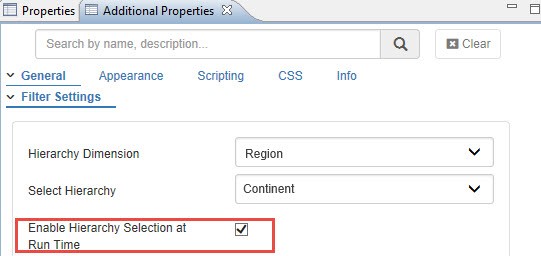 Properties Additional Properties
Search by name, description... Clear
General Appearance Scripting CSS Info
Filter Settings
Hierarchy Dimension Region
Select Hierarchy Continent
Enable Hierarchy Selection at
Run Time